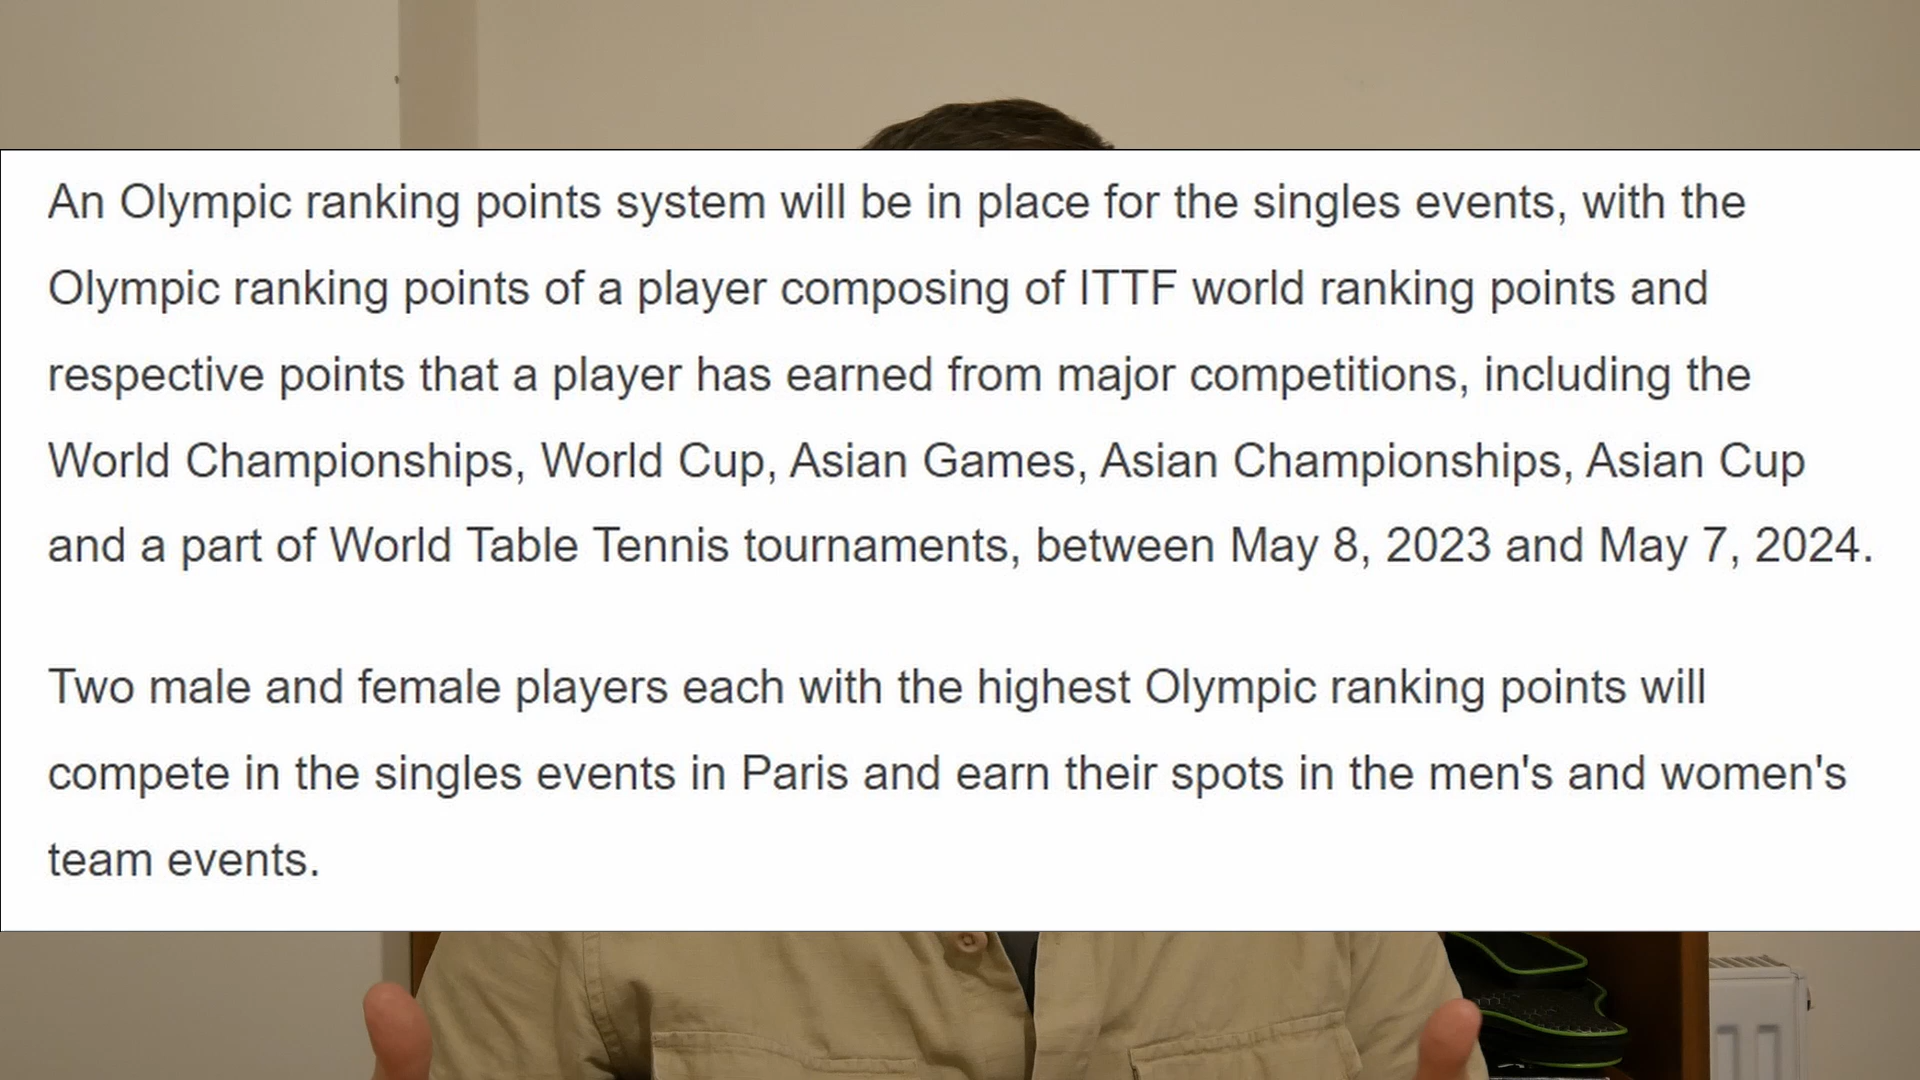 An Olympic ranking points system will be in place for the singles events, with the
Olympic ranking points of a player composing of ITTF world ranking points and
respective points that a player has earned from major competitions, including the
World Championships, World Cup, Asian Games, Asian Championships, Asian Cup
and a part of World Table Tennis tournaments, between May 8, 2023 and May 7, 2024.
Two male and female players each with the highest Olympic ranking points will
compete in the singles events in Paris and earn their spots in the men's and women's
team events.